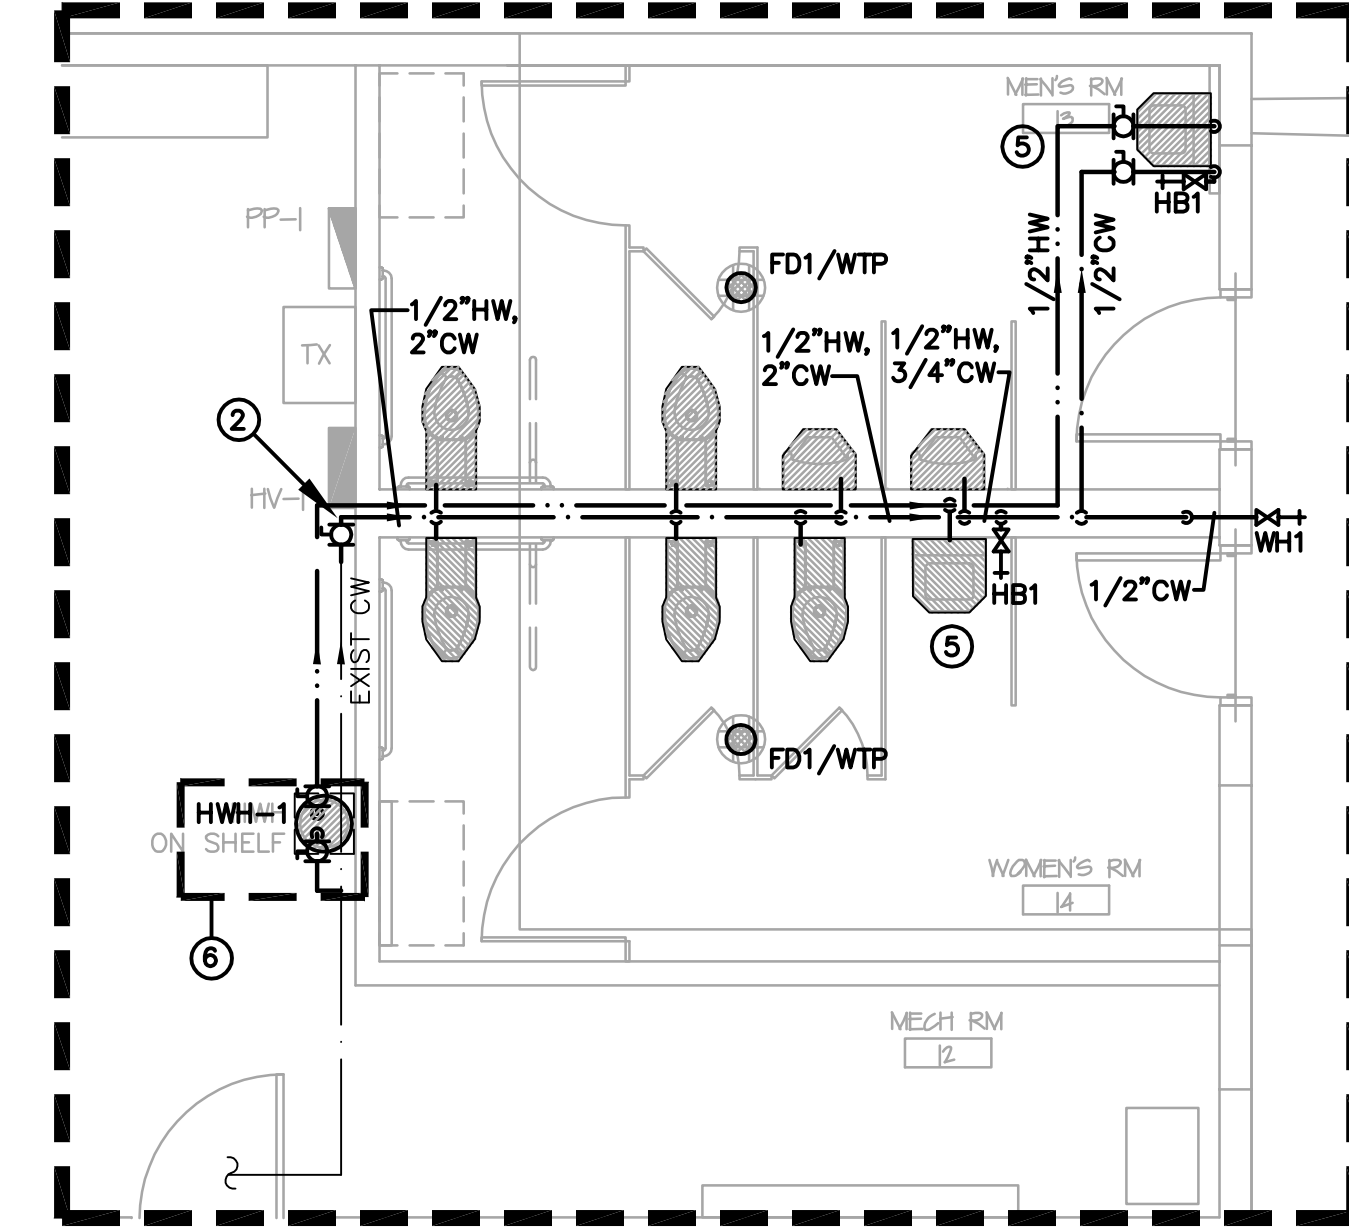 MEN'S RM
13
5
PP-1
HB1
1/2"HW
1/2"CW
FD1/WTP
1/2"HW,
2"CW
1/2"HW,
2"CW
1/2"HW,
3/4"CW
TX
2
HV-1
WH1
EXIST CW
HB1
1/2"CW
5
FD1/WTP
HWH-1
ON SHELF
WOMEN'S RM
14
6
MECH RM
12